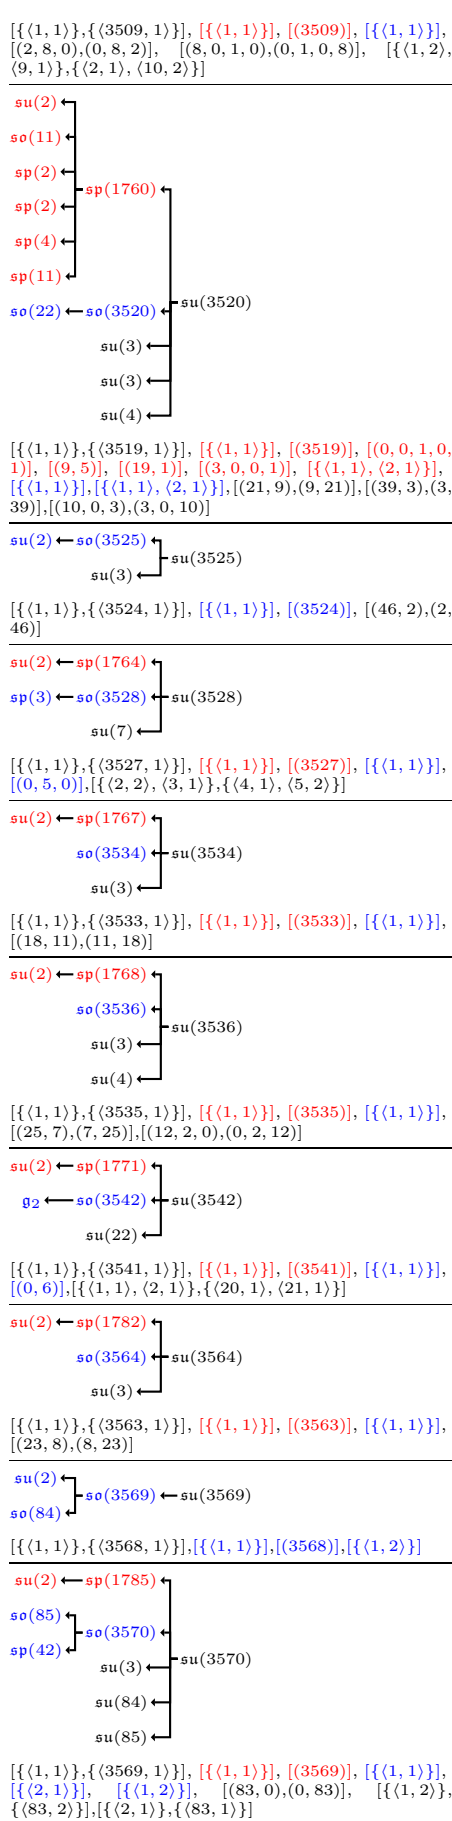 [{⟨1, 1⟩},{⟨3509, 1⟩}], [{⟨1, 1⟩}], [(3509)], [{⟨1, 1⟩}],
[(2, 8, 0),(0, 8, 2)], [(8, 0, 1, 0),(0, 1, 0, 8)], [{⟨1, 2⟩,
⟨9, 1⟩},{⟨2, 1⟩, ⟨10, 2⟩}]
𝔰𝔲(2)
𝔰𝔬(11)
𝔰𝔭(2)
𝔰𝔭(1760)
𝔰𝔭(2)
𝔰𝔭(4)
𝔰𝔭(11)
𝔰𝔲(3520)
𝔰𝔬(22) 𝔰𝔬(3520)
𝔰𝔲(3)
𝔰𝔲(3)
𝔰𝔲(4)
[{⟨1, 1⟩},{⟨3519, 1⟩}], [{⟨1, 1⟩}], [(3519)], [(0, 0, 1, 0,
1)], [(9, 5)], [(19, 1)], [(3, 0, 0, 1)], [{⟨1, 1⟩, ⟨2, 1⟩}],
[{⟨1, 1⟩}],[{⟨1, 1⟩, ⟨2, 1⟩}],[(21, 9),(9, 21)],[(39, 3),(3,
39)],[(10, 0, 3),(3, 0, 10)]
𝔰𝔲(2) 𝔰𝔬(3525)
𝔰𝔲(3525)
𝔰𝔲(3)
[{⟨1, 1⟩},{⟨3524, 1⟩}], [{⟨1, 1⟩}], [(3524)], [(46, 2),(2,
46)]
𝔰𝔲(2) 𝔰𝔭(1764)
𝔰𝔭(3) 𝔰𝔬(3528) 𝔰𝔲(3528)
𝔰𝔲(7)
[{⟨1, 1⟩},{⟨3527, 1⟩}], [{⟨1, 1⟩}], [(3527)], [{⟨1, 1⟩}],
[(0, 5, 0)],[{⟨2, 2⟩, ⟨3, 1⟩},{⟨4, 1⟩, ⟨5, 2⟩}]
𝔰𝔲(2) 𝔰𝔭(1767)
𝔰𝔬(3534) 𝔰𝔲(3534)
𝔰𝔲(3)
[{⟨1, 1⟩},{⟨3533, 1⟩}], [{⟨1, 1⟩}], [(3533)], [{⟨1, 1⟩}],
[(18, 11),(11, 18)]
𝔰𝔲(2) 𝔰𝔭(1768)
𝔰𝔬(3536)
𝔰𝔲(3536)
𝔰𝔲(3)
𝔰𝔲(4)
[{⟨1, 1⟩},{⟨3535, 1⟩}], [{⟨1, 1⟩}], [(3535)], [{⟨1, 1⟩}],
[(25, 7),(7, 25)],[(12, 2, 0),(0, 2, 12)]
𝔰𝔲(2) 𝔰𝔭(1771)
𝔤₂ 𝔰𝔬(3542) 𝔰𝔲(3542)
𝔰𝔲(22)
[{⟨1, 1⟩},{⟨3541, 1⟩}], [{⟨1, 1⟩}], [(3541)], [{⟨1, 1⟩}],
[(0, 6)],[{⟨1, 1⟩, ⟨2, 1⟩},{⟨20, 1⟩, ⟨21, 1⟩}]
𝔰𝔲(2) 𝔰𝔭(1782)
𝔰𝔬(3564) 𝔰𝔲(3564)
𝔰𝔲(3)
[{⟨1, 1⟩},{⟨3563, 1⟩}], [{⟨1, 1⟩}], [(3563)], [{⟨1, 1⟩}],
[(23, 8),(8, 23)]
𝔰𝔲(2)
𝔰𝔬(3569) 𝔰𝔲(3569)
𝔰𝔬(84)
[{⟨1, 1⟩},{⟨3568, 1⟩}],[{⟨1, 1⟩}],[(3568)],[{⟨1, 2⟩}]
𝔰𝔲(2) 𝔰𝔭(1785)
𝔰𝔬(85)
𝔰𝔬(3570)
𝔰𝔭(42)
𝔰𝔲(3570)
𝔰𝔲(3)
𝔰𝔲(84)
𝔰𝔲(85)
[{⟨1, 1⟩},{⟨3569, 1⟩}], [{⟨1, 1⟩}], [(3569)], [{⟨1, 1⟩}],
[{⟨2, 1⟩}], [{⟨1, 2⟩}], [(83, 0),(0, 83)], [{⟨1, 2⟩},
{⟨83, 2⟩}],[{⟨2, 1⟩},{⟨83, 1⟩}]